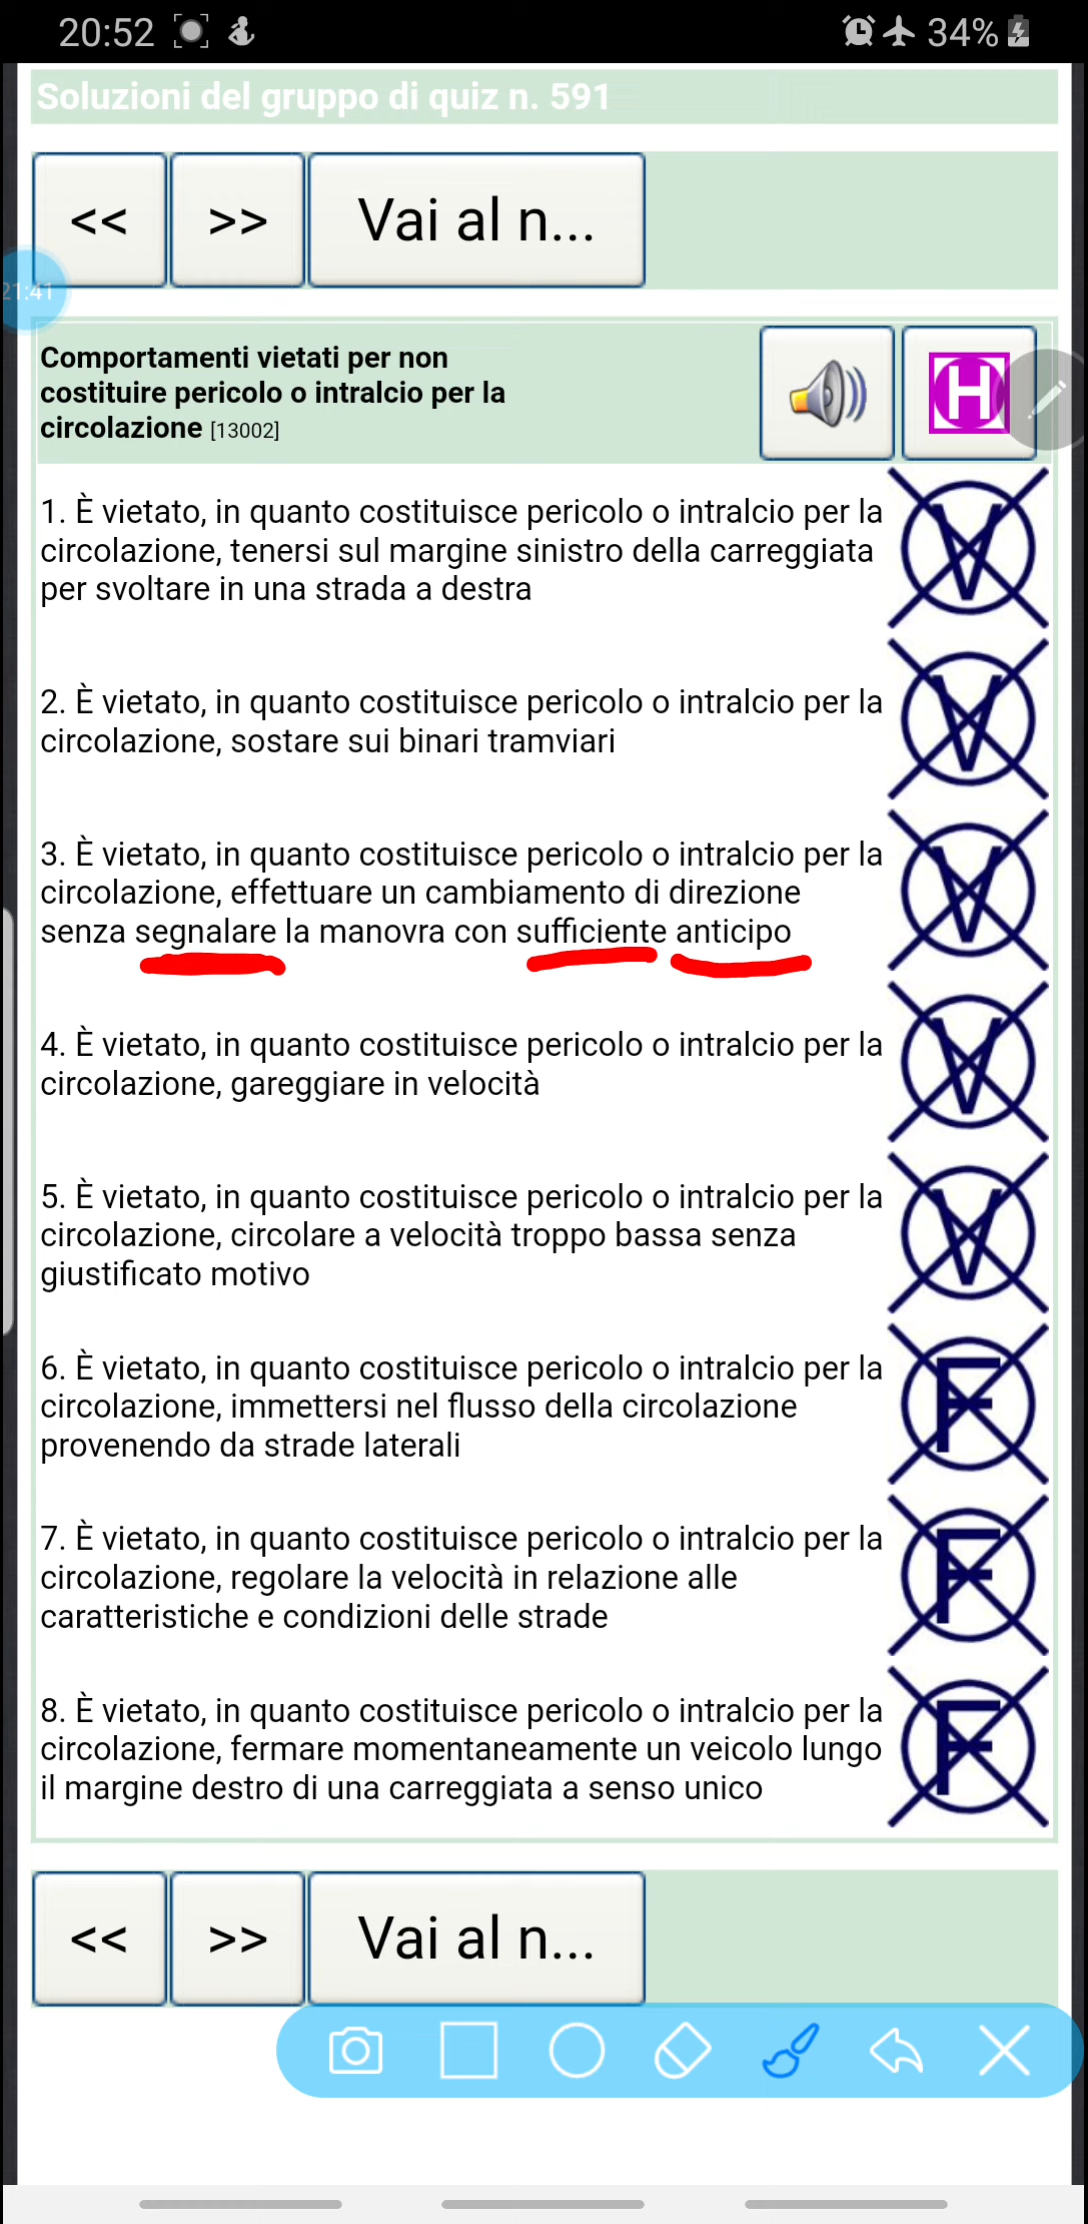 20:52
34%
Soluzioni del gruppo di quiz n. 591
<< >> Vai al n...
21:41
Comportamenti vietati per non
costituire pericolo o intralcio per la
circolazione [13002]
H
1. È vietato, in quanto costituisce pericolo o intralcio per la
circolazione, tenersi sul margine sinistro della carreggiata
per svoltare in una strada a destra
V
2. È vietato, in quanto costituisce pericolo o intralcio per la
circolazione, sostare sui binari tramviari
V
3. È vietato, in quanto costituisce pericolo o intralcio per la
circolazione, effettuare un cambiamento di direzione
senza segnalare la manovra con sufficiente anticipo
V
4. È vietato, in quanto costituisce pericolo o intralcio per la
circolazione, gareggiare in velocità
V
5. È vietato, in quanto costituisce pericolo o intralcio per la
circolazione, circolare a velocità troppo bassa senza
giustificato motivo
V
6. È vietato, in quanto costituisce pericolo o intralcio per la
circolazione, immettersi nel flusso della circolazione
provenendo da strade laterali
F
7. È vietato, in quanto costituisce pericolo o intralcio per la
circolazione, regolare la velocità in relazione alle
caratteristiche e condizioni delle strade
F
8. È vietato, in quanto costituisce pericolo o intralcio per la
circolazione, fermare momentaneamente un veicolo lungo
il margine destro di una carreggiata a senso unico
F
<< >> Vai al n...